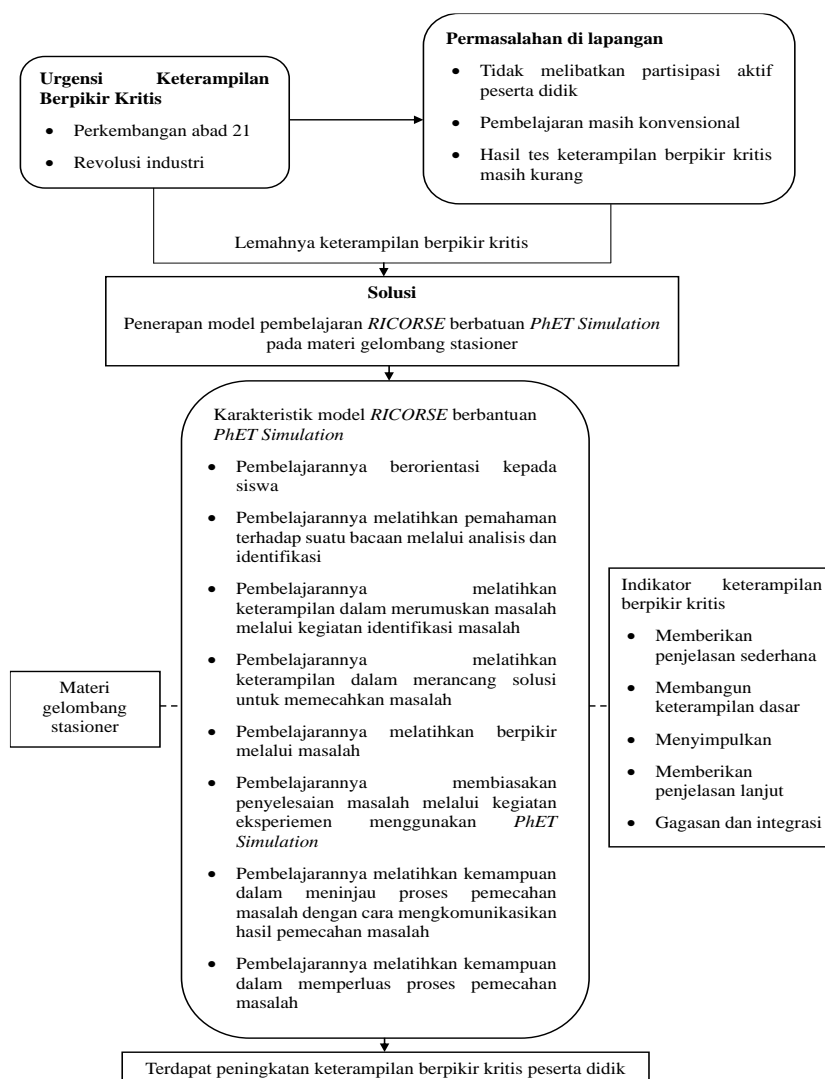 Urgensi Keterampilan
Berpikir Kritis
• Perkembangan abad 21
• Revolusi industri
Permasalahan di lapangan
• Tidak melibatkan partisipasi aktif
peserta didik
• Pembelajaran masih konvensional
• Hasil tes keterampilan berpikir kritis
masih kurang
Lemahnya keterampilan berpikir kritis
Solusi
Penerapan model pembelajaran RICORSE berbatuan PhET Simulation
pada materi gelombang stasioner
Karakteristik model RICORSE berbantuan
PhET Simulation
• Pembelajarannya berorientasi kepada
siswa
• Pembelajarannya melatihkan pemahaman
terhadap suatu bacaan melalui analisis dan
identifikasi
• Pembelajarannya melatihkan
keterampilan dalam merumuskan masalah
melalui kegiatan identifikasi masalah
• Pembelajarannya melatihkan
keterampilan dalam merancang solusi
untuk memecahkan masalah
• Pembelajarannya melatihkan berpikir
melalui masalah
• Pembelajarannya membiasakan
penyelesaian masalah melalui kegiatan
eksperiemen menggunakan PhET
Simulation
• Pembelajarannya melatihkan kemampuan
dalam meninjau proses pemecahan
masalah dengan cara mengkomunikasikan
hasil pemecahan masalah
• Pembelajarannya melatihkan kemampuan
dalam memperluas proses pemecahan
masalah
Materi
gelombang
stasioner
Indikator keterampilan
berpikir kritis
• Memberikan
penjelasan sederhana
• Membangun
keterampilan dasar
• Menyimpulkan
• Memberikan
penjelasan lanjut
• Gagasan dan integrasi
Terdapat peningkatan keterampilan berpikir kritis peserta didik